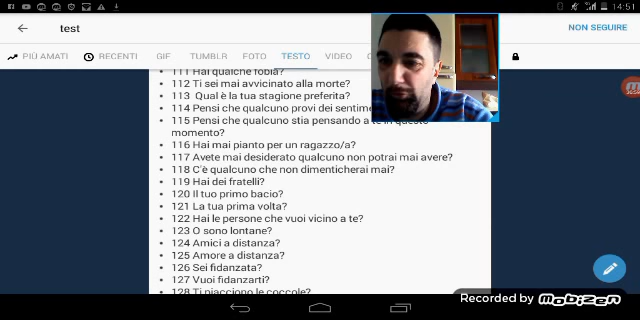 14:51
test
NON SEGUIRE
PIÙ AMATI RECENTI GIF TUMBLR FOTO TESTO VIDEO
111 Hai qualche fobia?
112 Ti sei mai avvicinato alla morte?
113 Qual è la tua stagione preferita?
114 Pensi che qualcuno provi dei
115 Pensi che qualcuno stia pensando a te in questo
momento?
116 Hai mai pianto per un ragazzo/a?
117 Avete mai desiderato qualcuno non potrai mai avere?
118 C'è qualcuno che non dimenticherai mai?
119 Hai dei fratelli?
120 Il tuo primo bacio?
121 La tua prima volta?
122 Hai le persone che vuoi vicino a te?
123 O sono lontane?
124 Amici a distanza?
125 Amore a distanza?
126 Sei fidanzata?
127 Vuoi fidanzarti?
128 Ti piacciono le coccole?
Recorded by Mobizen